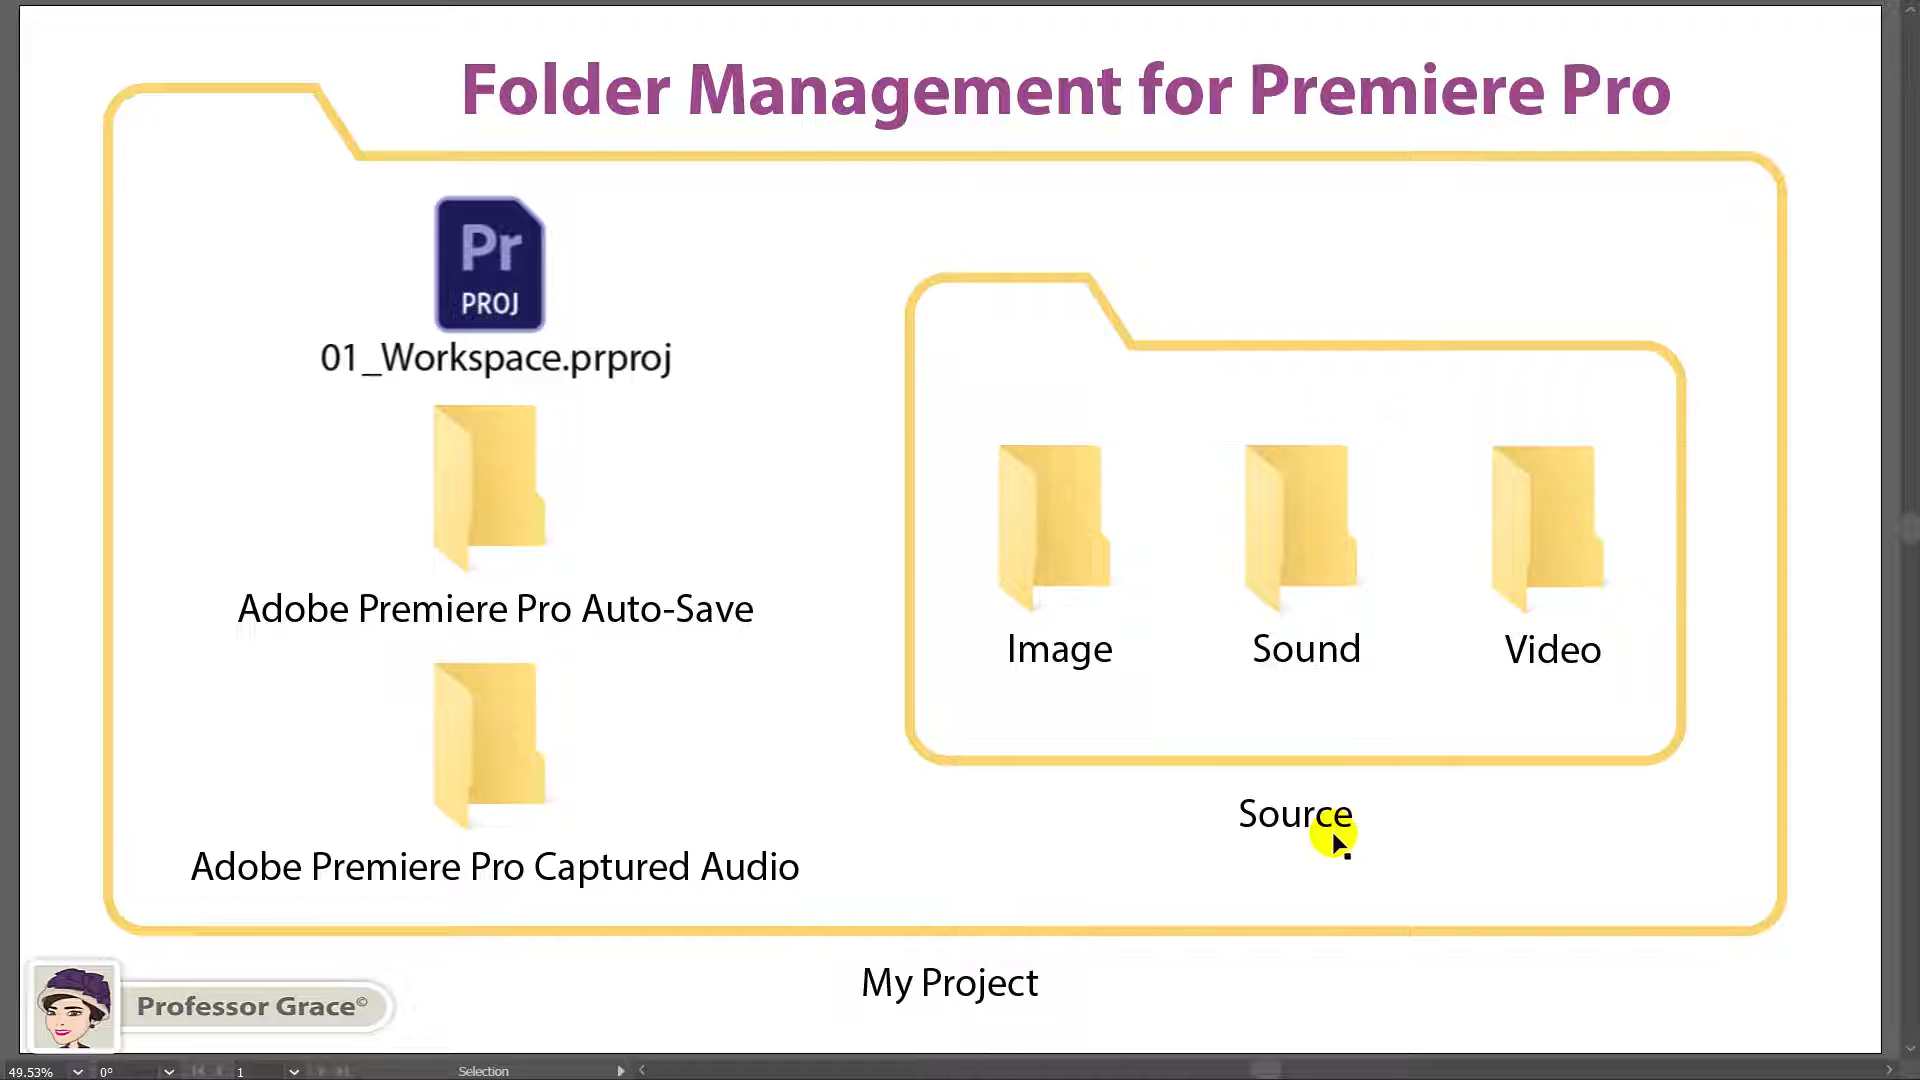 Folder Management for Premiere Pro
Pr
PROJ
01_Workspace.prproj
Adobe Premiere Pro Auto-Save
Adobe Premiere Pro Captured Audio
Image
Sound
Video
Source
My Project
Professor Grace©
49.53%
0°
1
Selection